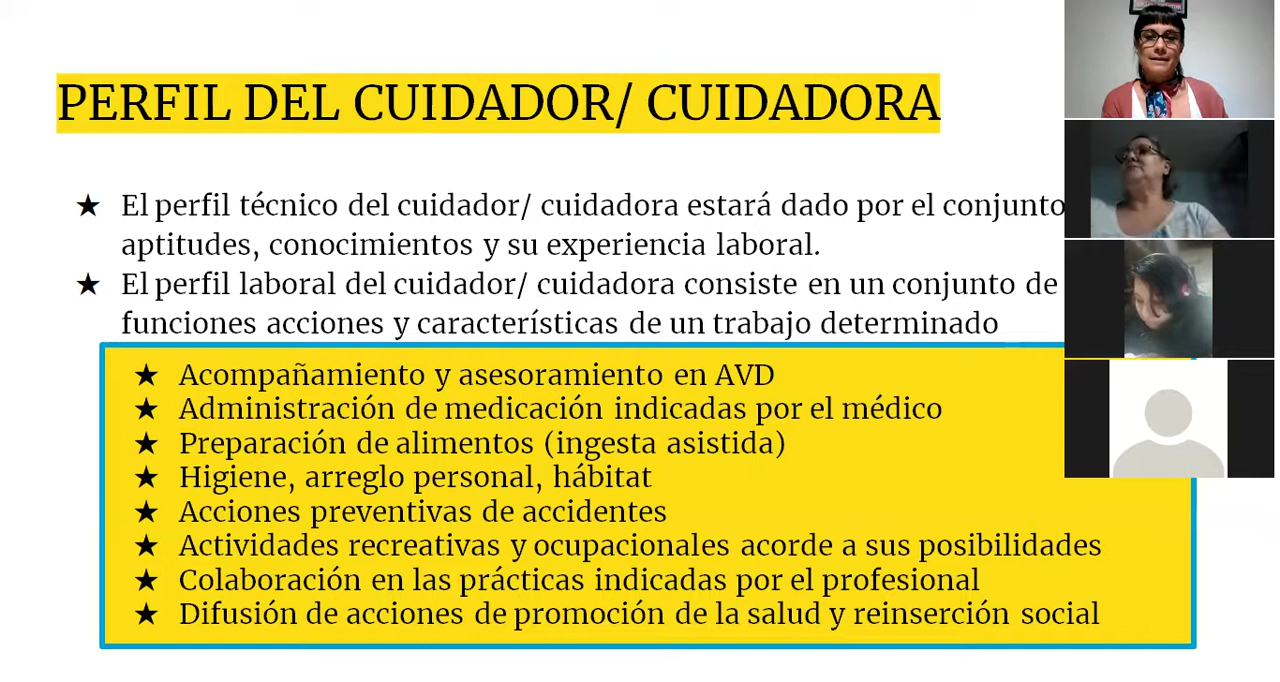 PERFIL DEL CUIDADOR/ CUIDADORA
★ El perfil técnico del cuidador/ cuidadora estará dado por el conjunto
aptitudes, conocimientos y su experiencia laboral.
★ El perfil laboral del cuidador/ cuidadora consiste en un conjunto de
funciones acciones y características de un trabajo determinado
★ Acompañamiento y asesoramiento en AVD
★ Administración de medicación indicadas por el médico
★ Preparación de alimentos (ingesta asistida)
★ Higiene, arreglo personal, hábitat
★ Acciones preventivas de accidentes
★ Actividades recreativas y ocupacionales acorde a sus posibilidades
★ Colaboración en las prácticas indicadas por el profesional
★ Difusión de acciones de promoción de la salud y reinserción social